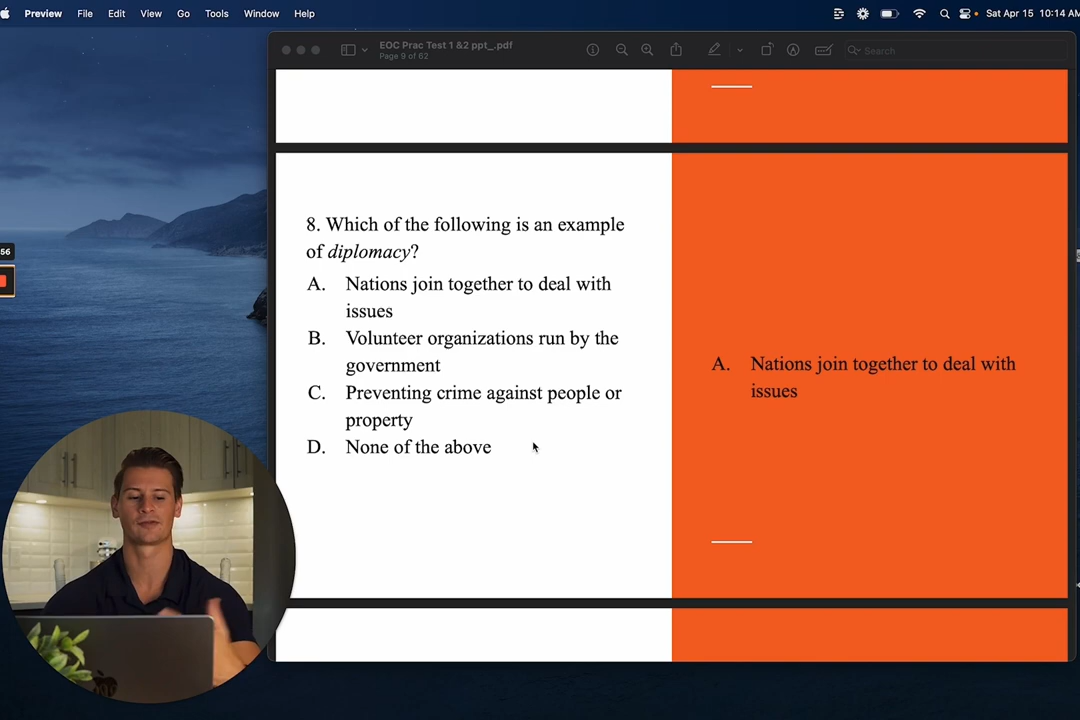 Preview File Edit View Go Tools Window Help Sat Apr 15 10:14 AM
EOC Prac Test 1 &2 ppt_.pdf
Page 9 of 62
Search
56
8. Which of the following is an example
of diplomacy?
A. Nations join together to deal with
issues
B. Volunteer organizations run by the
government
C. Preventing crime against people or
property
D. None of the above
A. Nations join together to deal with
issues